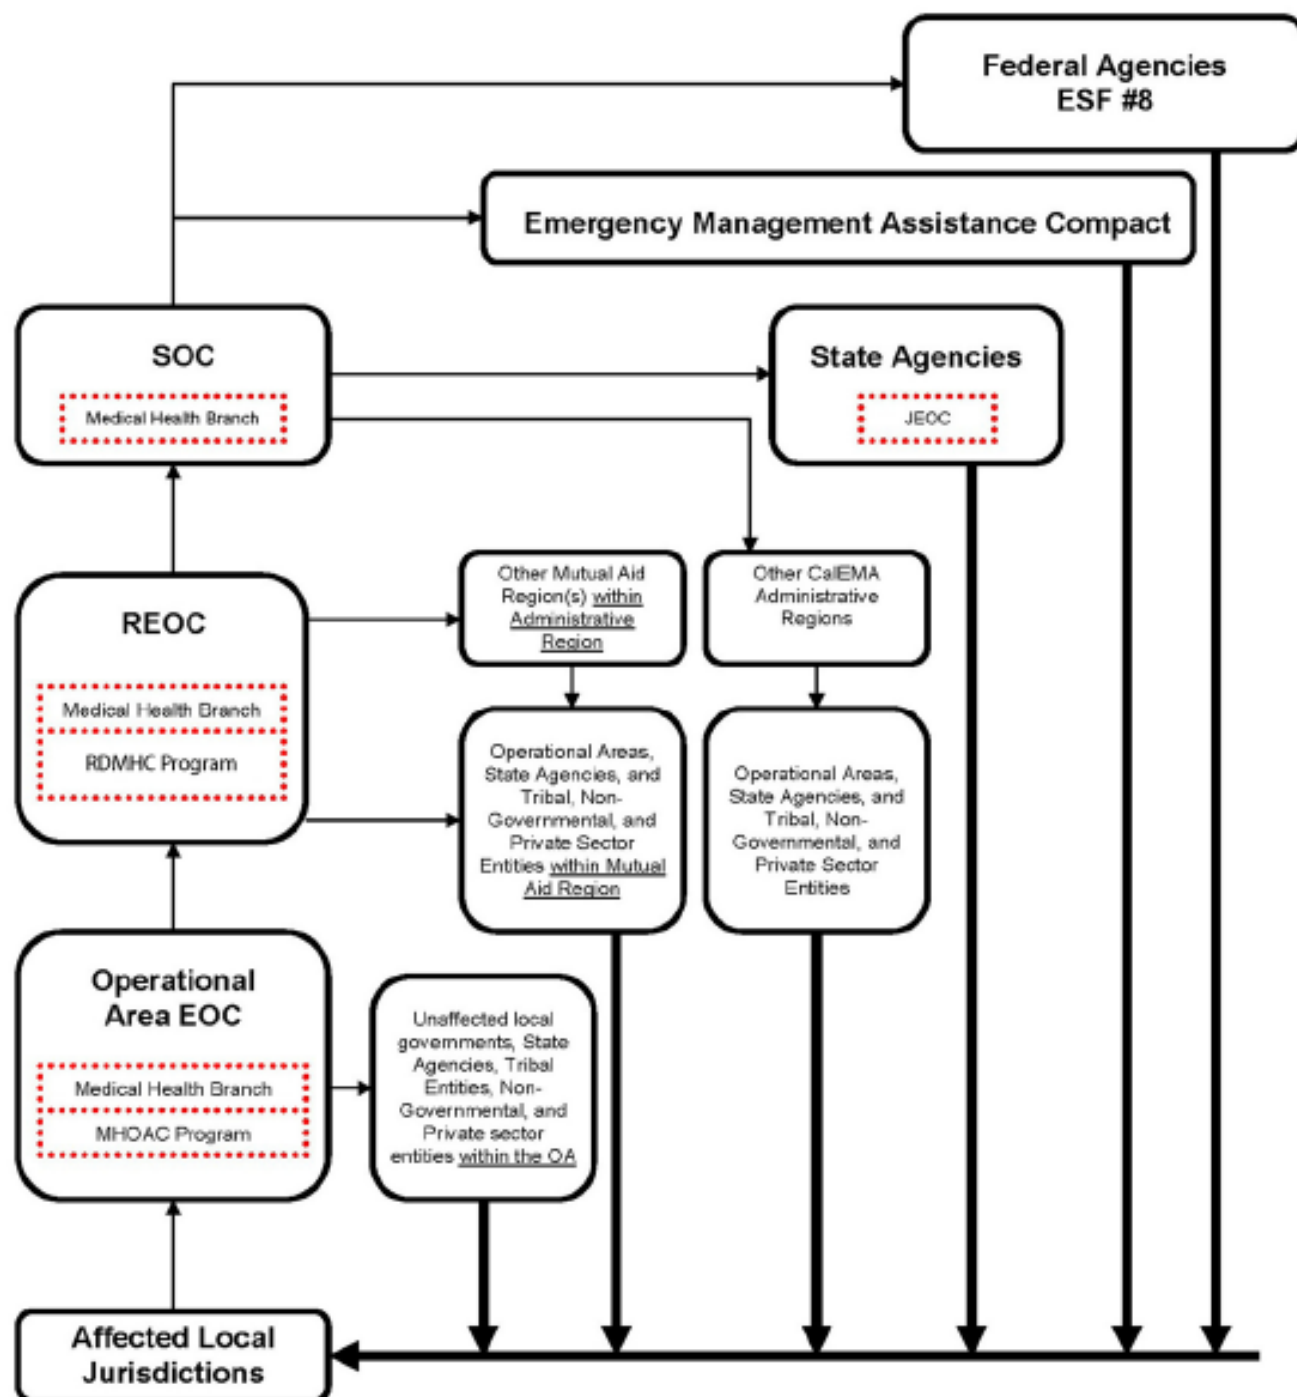 Federal Agencies
ESF #8
Emergency Management Assistance Compact
SOC
Medical Health Branch
State Agencies
JEOC
REOC
Medical Health Branch
RDMHC Program
Other Mutual Aid
Region(s) within
Administrative
Region
Other CalEMA
Administrative
Regions
Operational Areas,
State Agencies, and
Tribal, Non-
Governmental, and
Private Sector
Entities within Mutual
Aid Region
Operational Areas,
State Agencies, and
Tribal, Non-
Governmental, and
Private Sector
Entities
Operational
Area EOC
Medical Health Branch
MHOAC Program
Unaffected local
governments, State
Agencies, Tribal
Entities, Non-
Governmental, and
Private sector
entities within the OA
Affected Local
Jurisdictions